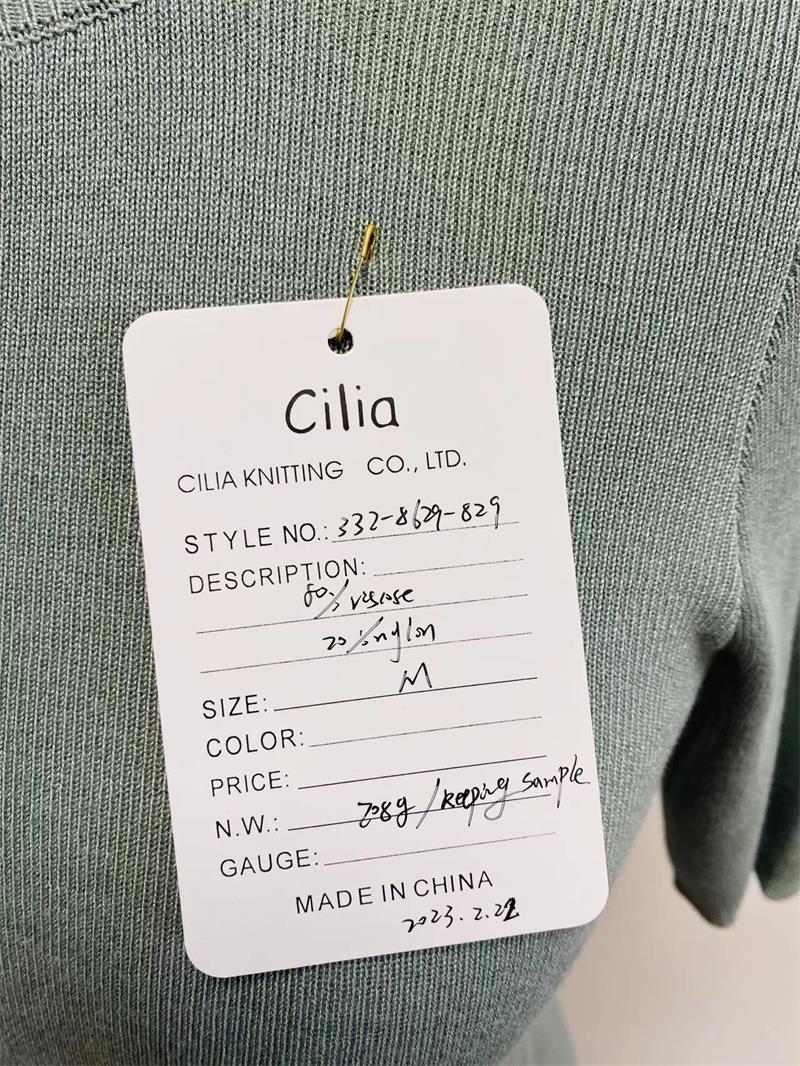 Cilia
CILIA KNITTING CO., LTD.
STYLE NO.: 332-8629-829
DESCRIPTION:
80% viscose
20% nylon
SIZE: M
COLOR:
PRICE:
N.W.: 208g / keeping sample
GAUGE:
MADE IN CHINA
2023.2.22